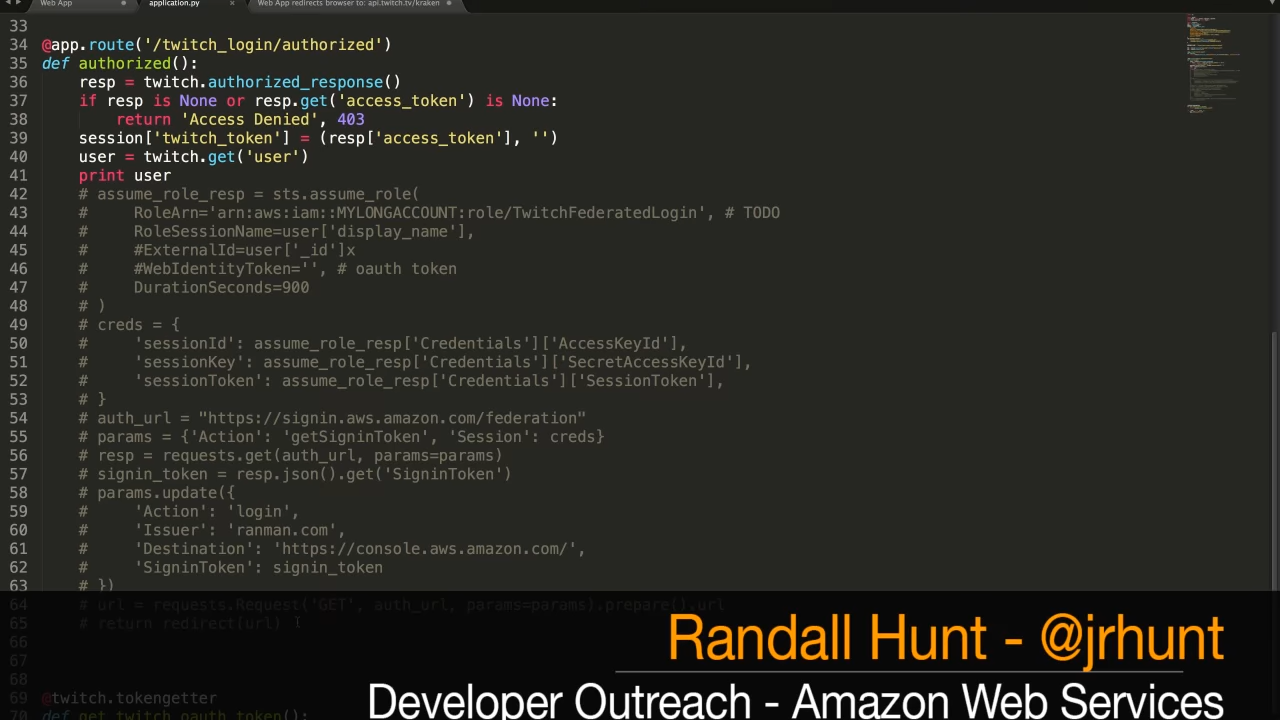 Web App
application.py
Web App redirects browser to: api.twitch.tv/kraken
33
34 @app.route('/twitch_login/authorized')
35 def authorized():
36 resp = twitch.authorized_response()
37 if resp is None or resp.get('access_token') is None:
38 return 'Access Denied', 403
39 session['twitch_token'] = (resp['access_token'], '')
40 user = twitch.get('user')
41 print user
42 # assume_role_resp = sts.assume_role(
43 # RoleArn='arn:aws:iam::MYLONGACCOUNT:role/TwitchFederatedLogin', # TODO
44 # RoleSessionName=user['display_name'],
45 # #ExternalId=user['_id']x
46 # #WebIdentityToken='', # oauth token
47 # DurationSeconds=900
48 # )
49 # creds = {
50 # 'sessionId': assume_role_resp['Credentials']['AccessKeyId'],
51 # 'sessionKey': assume_role_resp['Credentials']['SecretAccessKeyId'],
52 # 'sessionToken': assume_role_resp['Credentials']['SessionToken'],
53 # }
54 # auth_url = "https://signin.aws.amazon.com/federation"
55 # params = {'Action': 'getSigninToken', 'Session': creds}
56 # resp = requests.get(auth_url, params=params)
57 # signin_token = resp.json().get('SigninToken')
58 # params.update({
59 # 'Action': 'login',
60 # 'Issuer': 'ranman.com',
61 # 'Destination': 'https://console.aws.amazon.com/',
62 # 'SigninToken': signin_token
63 # })
64 # url = requests.Request('GET', auth_url, params=params).prepare().url
65 # return redirect(url)
66
67
68
69 @twitch.tokengetter
70 def get_twitch_oauth_token():
Randall Hunt - @jrhunt
Developer Outreach - Amazon Web Services